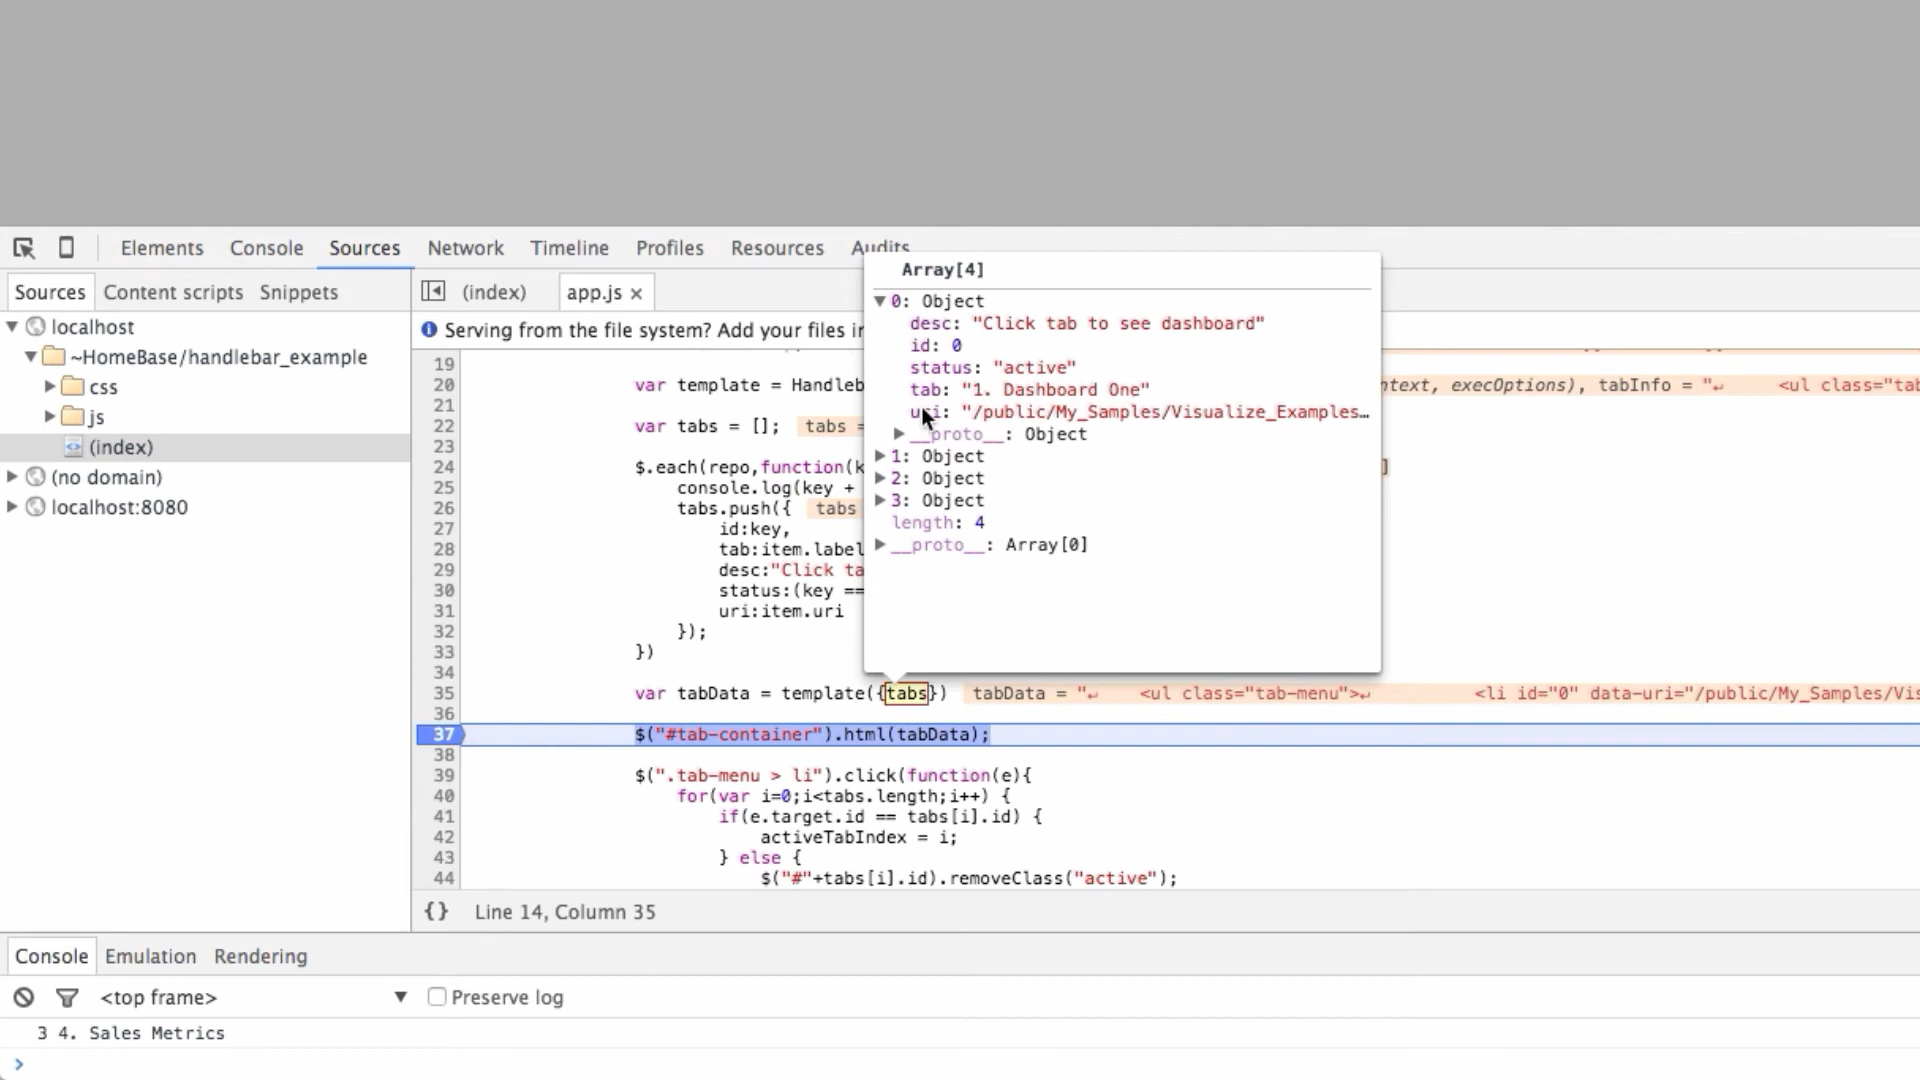 Elements Console Sources Network Timeline Profiles Resources Audits
Sources Content scripts Snippets
(index) app.js ×
localhost
~HomeBase/handlebar_example
css
js
(index)
(no domain)
localhost:8080
Serving from the file system? Add your files in
19
20 var template = Handleb ntext, execOptions), tabInfo = "↵ <ul class="tab
21
22 var tabs = []; tabs =
23
24 $.each(repo,function(k ]
25 console.log(key +
26 tabs.push({ tabs
27 id:key,
28 tab:item.label
29 desc:"Click ta
30 status:(key ==
31 uri:item.uri
32 });
33 })
34
35 var tabData = template({tabs}) tabData = "↵ <ul class="tab-menu">↵ <li id="0" data-uri="/public/My_Samples/Vis
36
37 $("#tab-container").html(tabData);
38
39 $(".tab-menu > li").click(function(e){
40 for(var i=0;i<tabs.length;i++) {
41 if(e.target.id == tabs[i].id) {
42 activeTabIndex = i;
43 } else {
44 $("#"+tabs[i].id).removeClass("active");
Array[4]
0: Object
desc: "Click tab to see dashboard"
id: 0
status: "active"
tab: "1. Dashboard One"
uri: "/public/My_Samples/Visualize_Examples…
__proto__: Object
1: Object
2: Object
3: Object
length: 4
__proto__: Array[0]
{} Line 14, Column 35
Console Emulation Rendering
<top frame> ▼ Preserve log
3 4. Sales Metrics
>